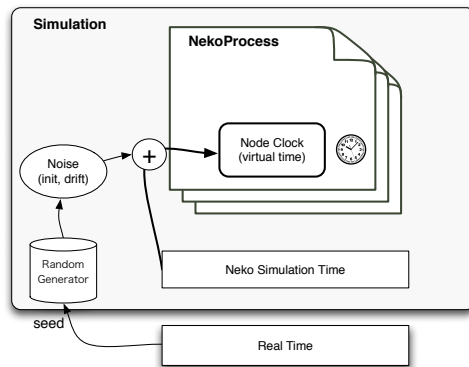 Simulation
NekoProcess
Node Clock
(virtual time)
+
Noise
(init, drift)
Random
Generator
Neko Simulation Time
seed
Real Time